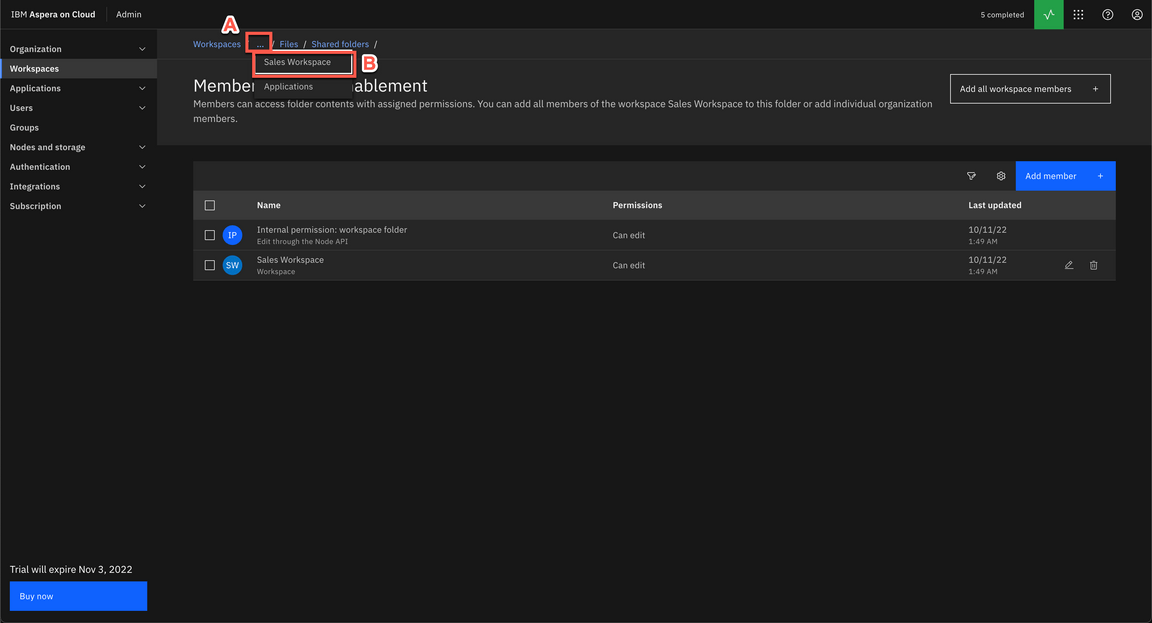 IBM Aspera on Cloud Admin
5 completed
A
Workspaces ... / Files / Shared folders /
Sales Workspace
B
Applications
Member ablement
Members can access folder contents with assigned permissions. You can add all members of the workspace Sales Workspace to this folder or add individual organization
members.
Add all workspace members +
Organization
Workspaces
Applications
Users
Groups
Nodes and storage
Authentication
Integrations
Subscription
Add member +
Name Permissions Last updated
IP Internal permission: workspace folder Can edit 10/11/22
Edit through the Node API 1:49 AM
SW Sales Workspace Can edit 10/11/22
Workspace 1:49 AM
Trial will expire Nov 3, 2022
Buy now